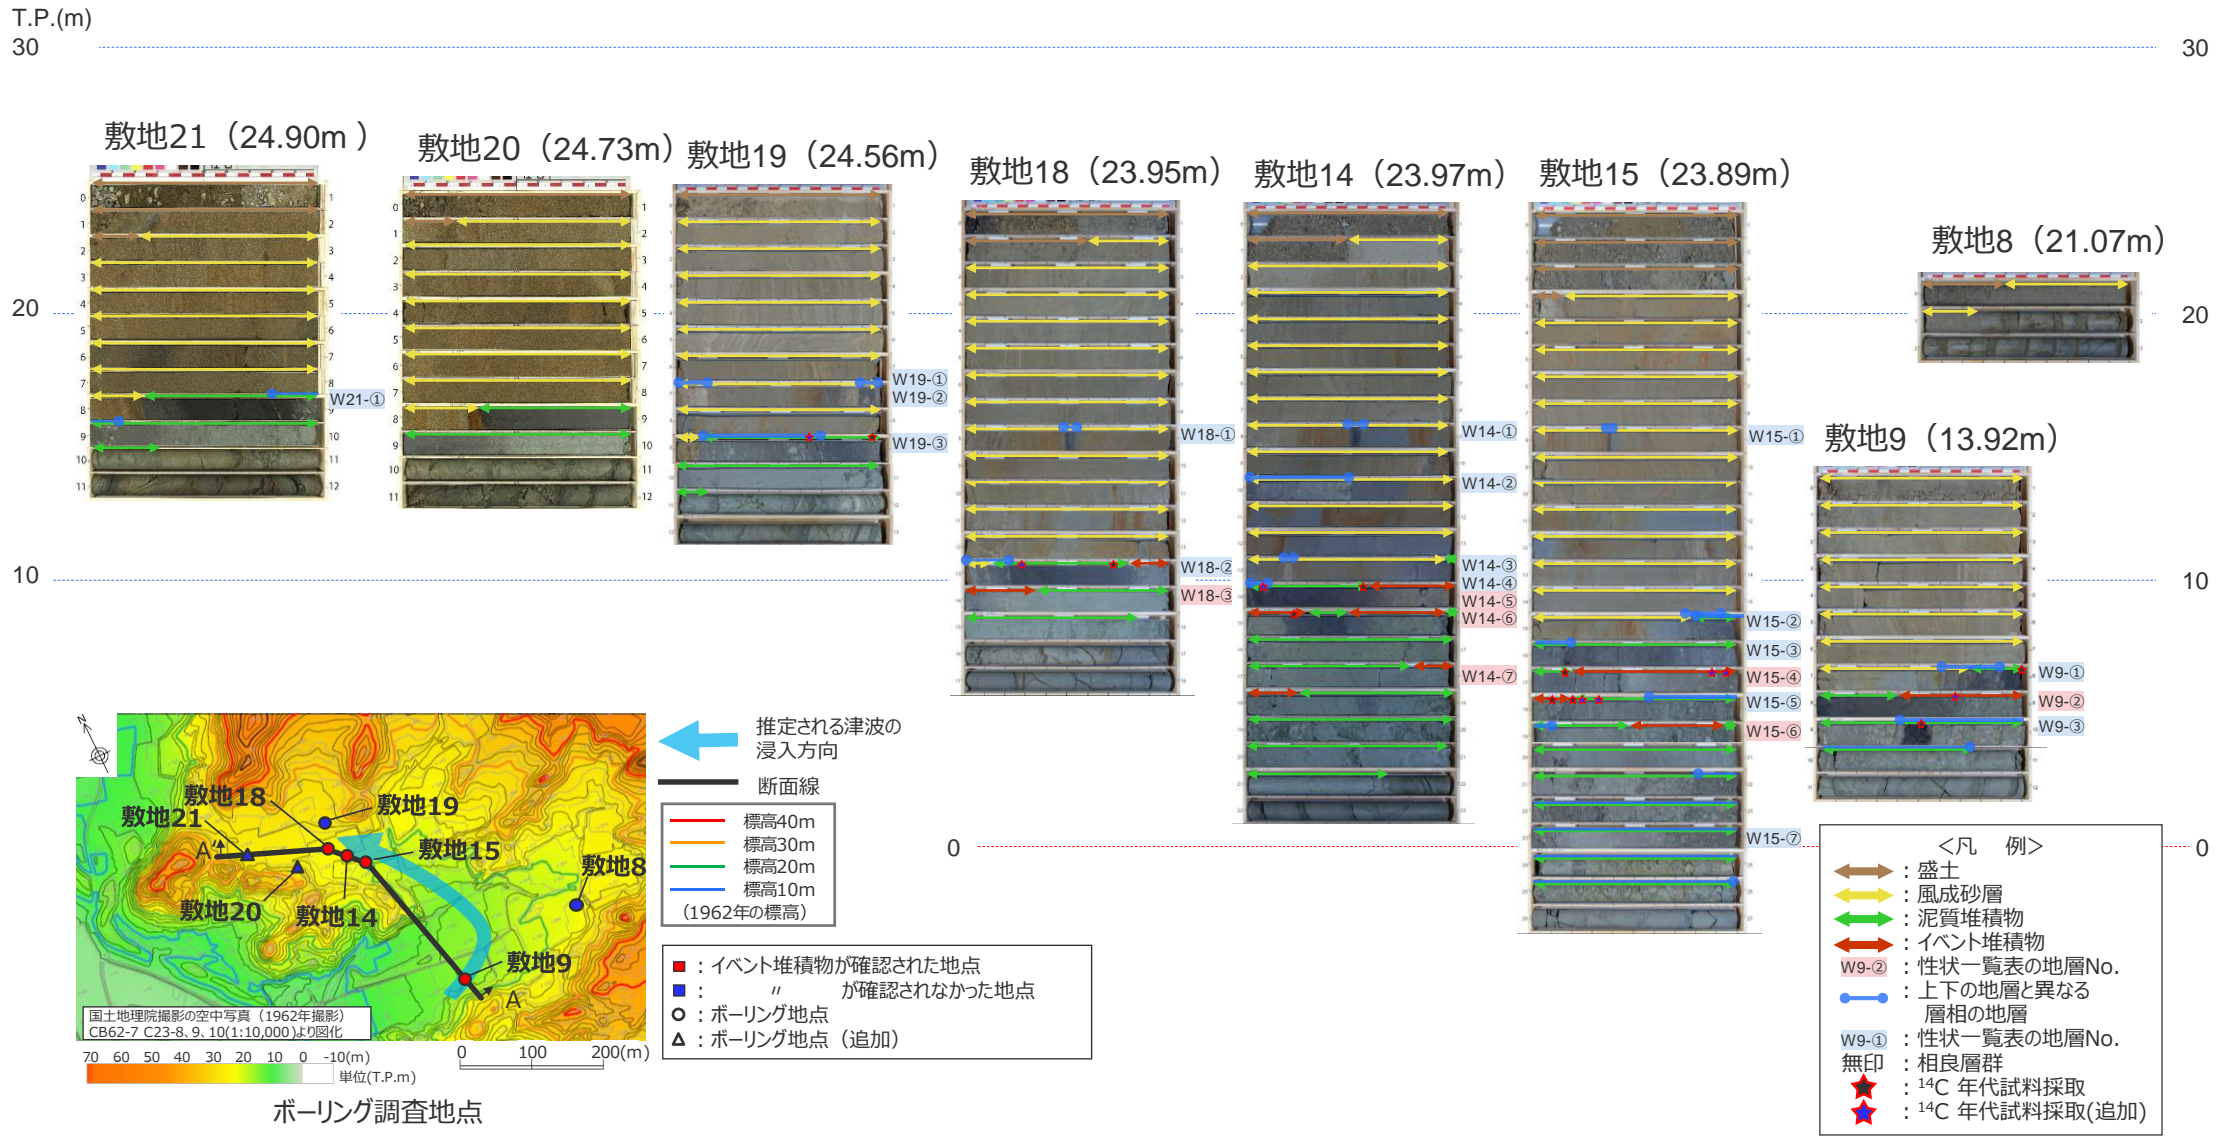 T.P.(m)
30
30
敷地21（24.90m ）
敷地20（24.73m）
敷地19（24.56m）
敷地18（23.95m）
敷地14（23.97m）
敷地15（23.89m）
敷地8（21.07m）
20
20
W21-①
W19-①
W19-②
W19-③
W18-①
W14-①
W15-①
敷地9（13.92m）
W14-②
10
10
W18-②
W18-③
W14-③
W14-④
W14-⑤
W14-⑥
W14-⑦
W15-②
W15-③
W15-④
W15-⑤
W15-⑥
W15-⑦
W9-①
W9-②
W9-③
0
0
N
敷地18
敷地19
敷地21
A'
敷地15
敷地8
敷地20
敷地14
敷地9
A
国土地理院撮影の空中写真（1962年撮影）
CB62-7 C23-8、9、10(1:10,000)より図化
70 60 50 40 30 20 10 0 -10(m)
単位(T.P.m)
0 100 200(m)
ボーリング調査地点
推定される津波の
浸入方向
断面線
標高40m
標高30m
標高20m
標高10m
（1962年の標高）
：イベント堆積物が確認された地点
： 〃 が確認されなかった地点
：ボーリング地点
：ボーリング地点（追加）
＜凡 例＞
：盛土
：風成砂層
：泥質堆積物
：イベント堆積物
W9-② ：性状一覧表の地層No.
：上下の地層と異なる
層相の地層
W9-① ：性状一覧表の地層No.
無印 ：相良層群
：14C 年代試料採取
：14C 年代試料採取(追加)